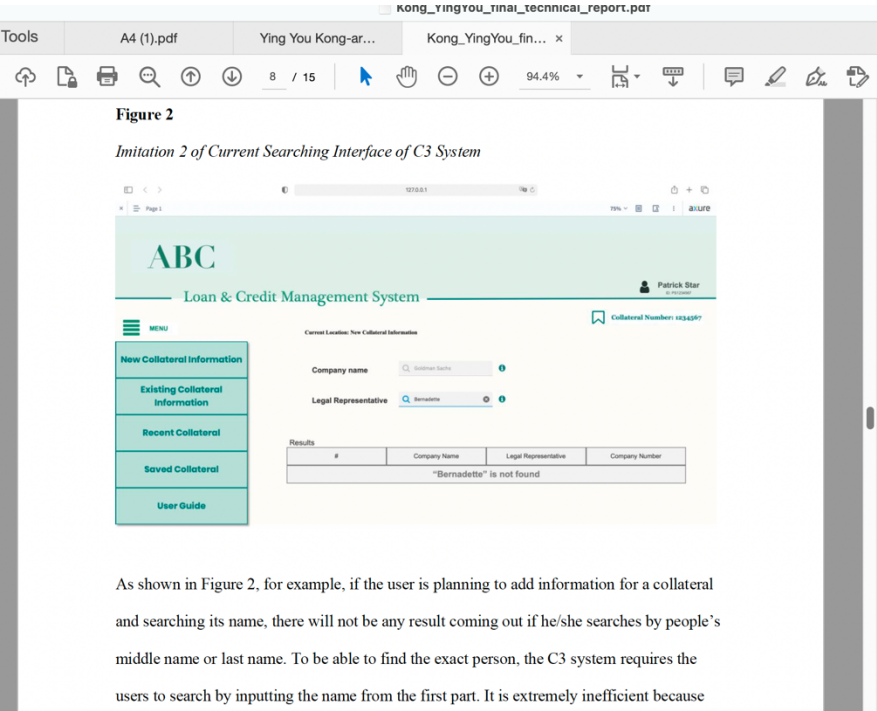 Kong_YingYou_final_technical_report.pdf
Tools
A4 (1).pdf
Ying You Kong-ar...
Kong_YingYou_fin... ×
8 / 15
94.4%
Figure 2
Imitation 2 of Current Searching Interface of C3 System
127.0.0.1
Page 1
79%
axure
ABC
Loan & Credit Management System
Patrick Star
MENU
Current Location: New Collateral Information
Collateral Number: 1234567
New Collateral Information
Existing Collateral
Information
Recent Collateral
Saved Collateral
User Guide
Company name
Goldman Sachs
Legal Representative
Bernadette
Results
# Company Name Legal Representative Company Number
"Bernadette" is not found
As shown in Figure 2, for example, if the user is planning to add information for a collateral
and searching its name, there will not be any result coming out if he/she searches by people's
middle name or last name. To be able to find the exact person, the C3 system requires the
users to search by inputting the name from the first part. It is extremely inefficient because